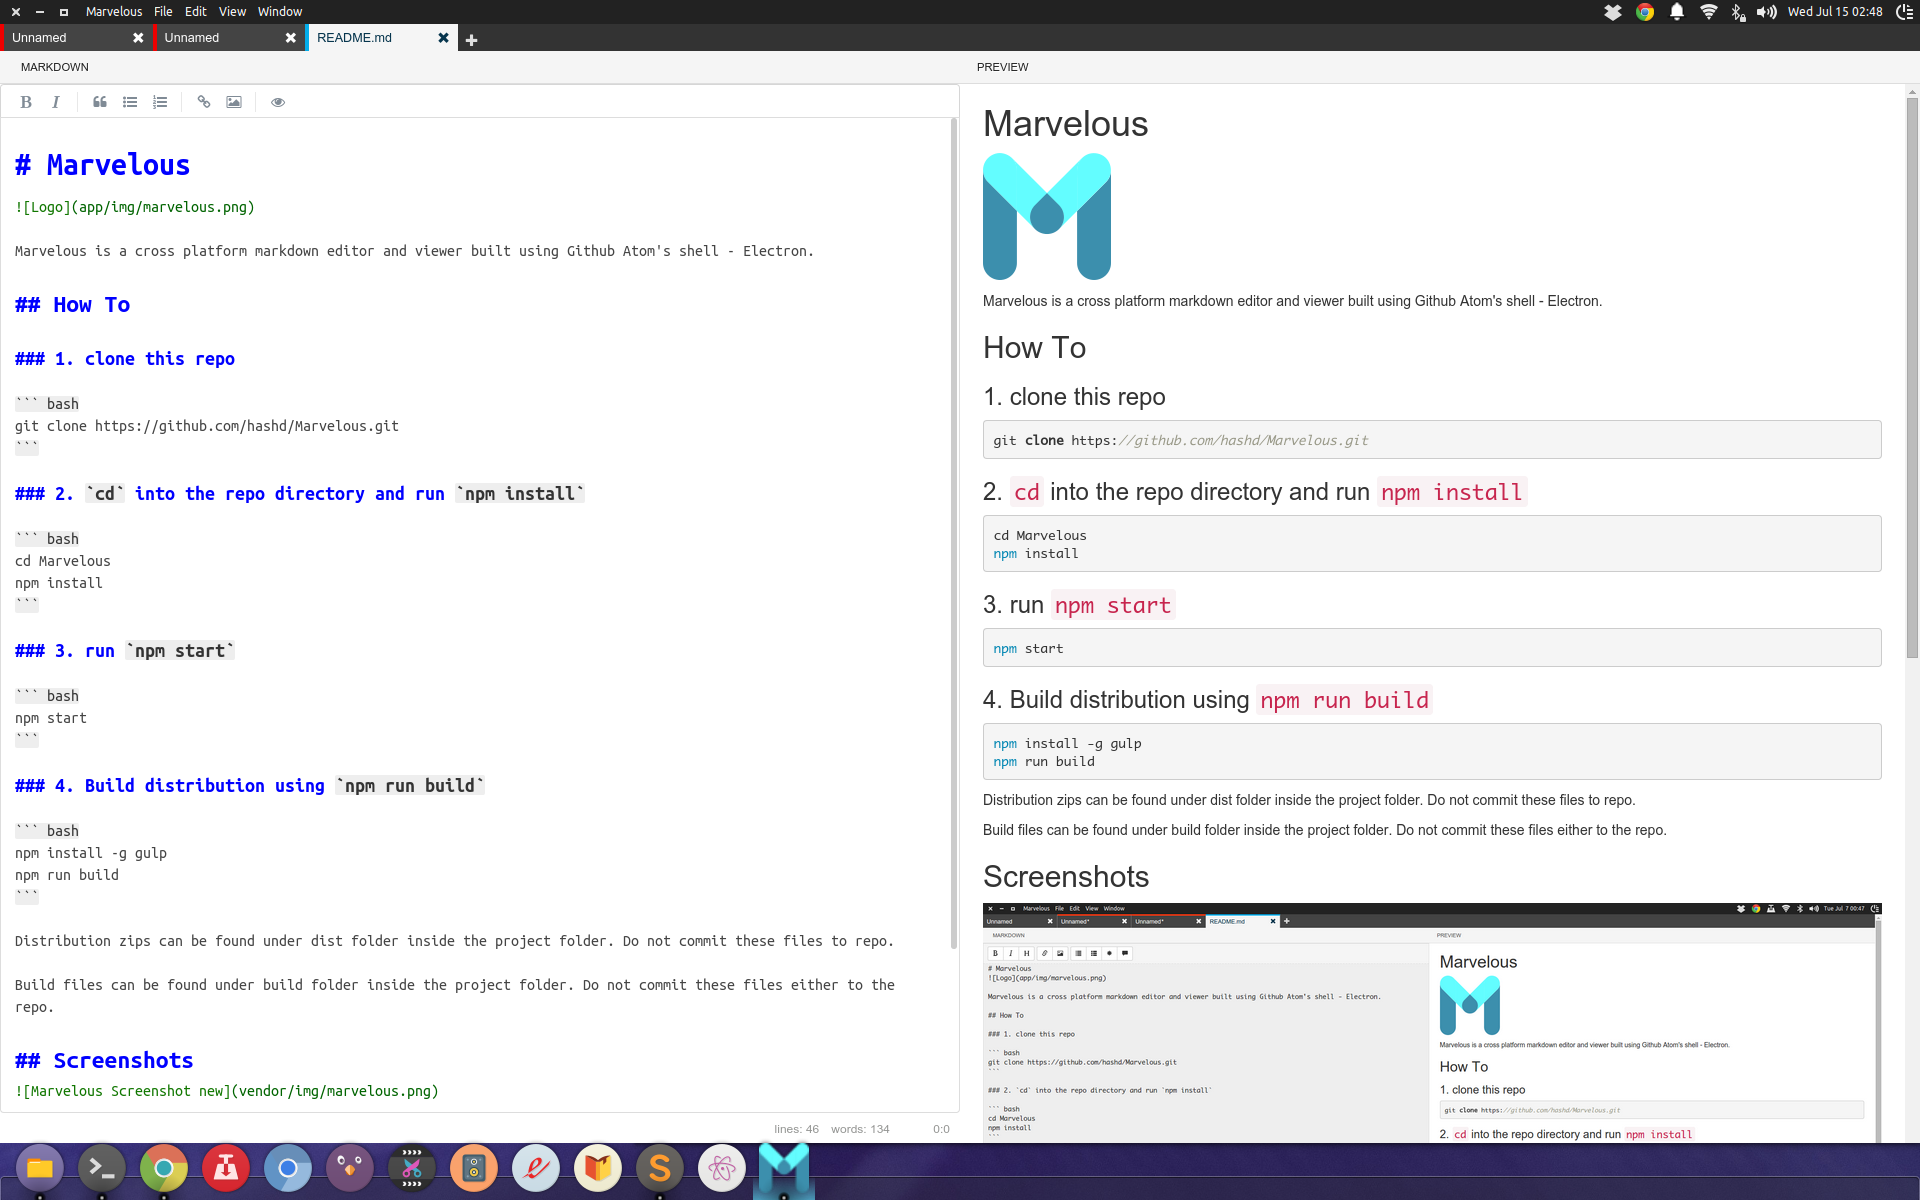 Marvelous File Edit View Window
Wed Jul 15 02:48
Unnamed
Unnamed
README.md
MARKDOWN
PREVIEW
B I
# Marvelous
![Logo](app/img/marvelous.png)
Marvelous is a cross platform markdown editor and viewer built using Github Atom's shell - Electron.
## How To
### 1. clone this repo
``` bash
git clone https://github.com/hashd/Marvelous.git
```
### 2. `cd` into the repo directory and run `npm install`
``` bash
cd Marvelous
npm install
```
### 3. run `npm start`
``` bash
npm start
```
### 4. Build distribution using `npm run build`
``` bash
npm install -g gulp
npm run build
```
Distribution zips can be found under dist folder inside the project folder. Do not commit these files to repo.
Build files can be found under build folder inside the project folder. Do not commit these files either to the
repo.
## Screenshots
![Marvelous Screenshot new](vendor/img/marvelous.png)
lines: 46 words: 134 0:0
Marvelous
Marvelous is a cross platform markdown editor and viewer built using Github Atom's shell - Electron.
How To
1. clone this repo
git clone https://github.com/hashd/Marvelous.git
2. cd into the repo directory and run npm install
cd Marvelous
npm install
3. run npm start
npm start
4. Build distribution using npm run build
npm install -g gulp
npm run build
Distribution zips can be found under dist folder inside the project folder. Do not commit these files to repo.
Build files can be found under build folder inside the project folder. Do not commit these files either to the repo.
Screenshots
Marvelous File Edit View Window
Tue Jul 7 00:47
Unnamed
Unnamed*
Unnamed*
README.md
MARKDOWN
PREVIEW
B I H
# Marvelous
![Logo](app/img/marvelous.png)
Marvelous is a cross platform markdown editor and viewer built using Github Atom's shell - Electron.
## How To
### 1. clone this repo
``` bash
git clone https://github.com/hashd/Marvelous.git
```
### 2. `cd` into the repo directory and run `npm install`
``` bash
cd Marvelous
npm install
```
Marvelous
Marvelous is a cross platform markdown editor and viewer built using Github Atom's shell - Electron.
How To
1. clone this repo
git clone https://github.com/hashd/Marvelous.git
2. cd into the repo directory and run npm install